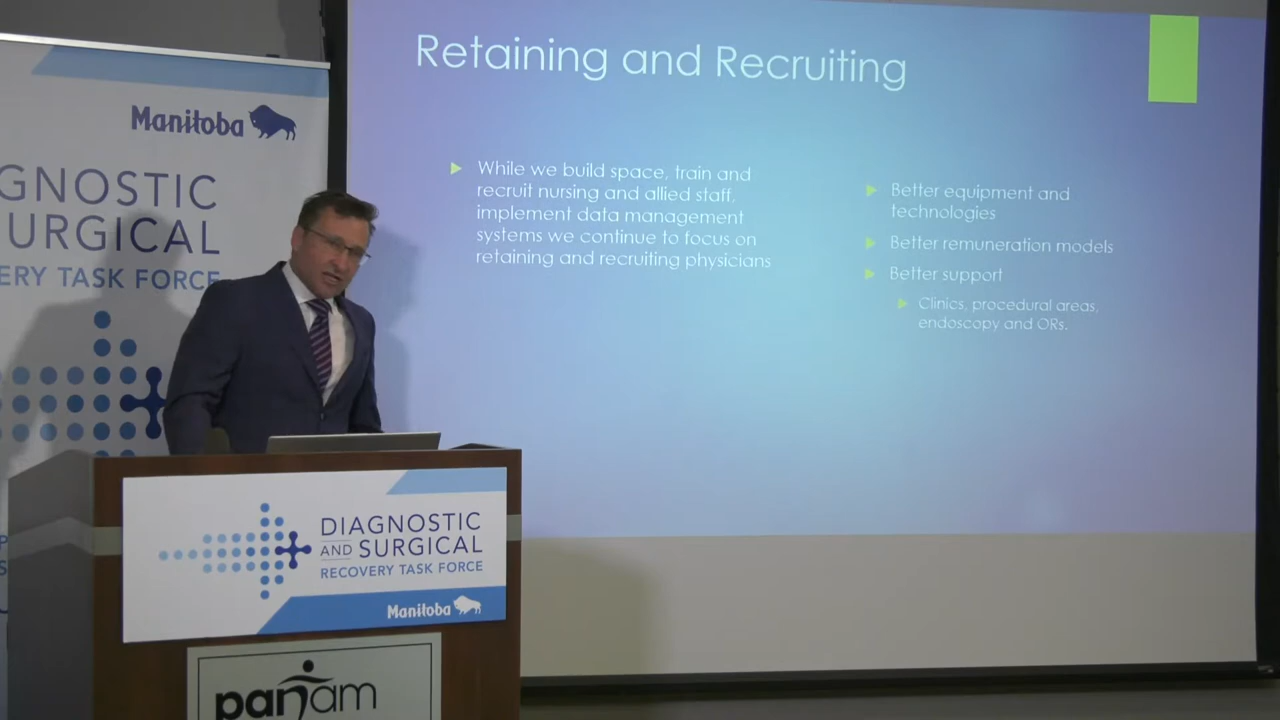 Manitoba
GNOSTIC
URGICAL
ERY TASK FORCE
Retaining and Recruiting
While we build space, train and
recruit nursing and allied staff,
implement data management
systems we continue to focus on
retaining and recruiting physicians
Better equipment and
technologies
Better remuneration models
Better support
Clinics, procedural areas,
endoscopy and ORs.
DIAGNOSTIC
AND SURGICAL
RECOVERY TASK FORCE
Manitoba
panam